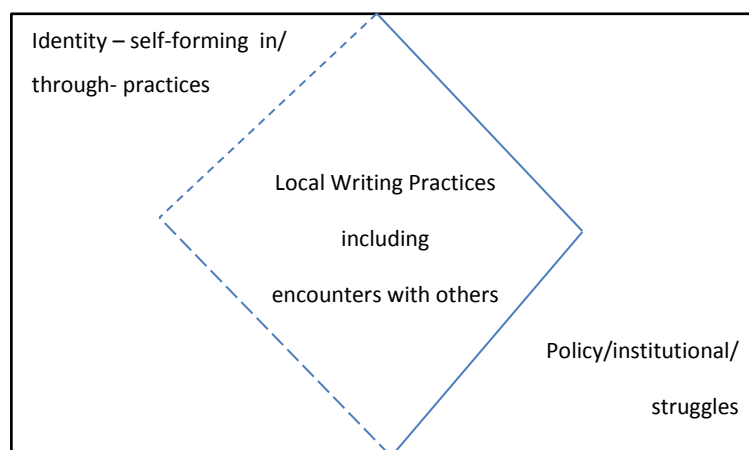 Identity – self-forming in/
through- practices
Local Writing Practices
including
encounters with others
Policy/institutional/
struggles